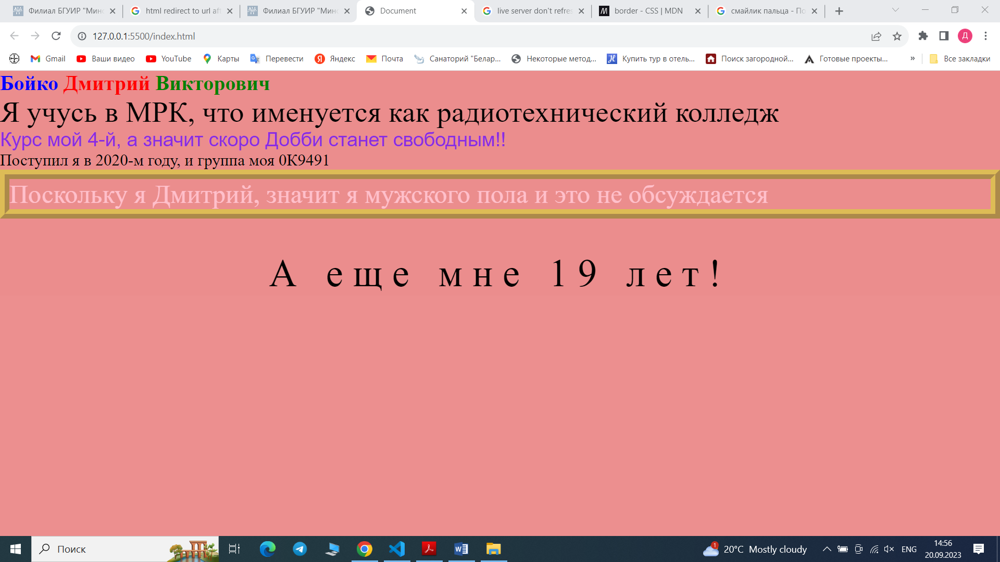 Филиал БГУИР "Минс
html redirect to url aft
Филиал БГУИР "Минс
Document
live server don't refres
border - CSS | MDN
смайлик пальца - По
127.0.0.1:5500/index.html
Д
Gmail
Ваши видео
YouTube
Карты
Перевести
Яндекс
Почта
Санаторий "Белар...
Некоторые метод...
Купить тур в отель...
Поиск загородной...
Готовые проекты...
»
Все закладки
Бойко Дмитрий Викторович
Я учусь в МРК, что именуется как радиотехнический колледж
Курс мой 4-й, а значит скоро Добби станет свободным!!
Поступил я в 2020-м году, и группа моя 0К9491
Поскольку я Дмитрий, значит я мужского пола и это не обсуждается
А еще мне 19 лет!
Поиск
1
20°C Mostly cloudy
ENG
14:56
20.09.2023